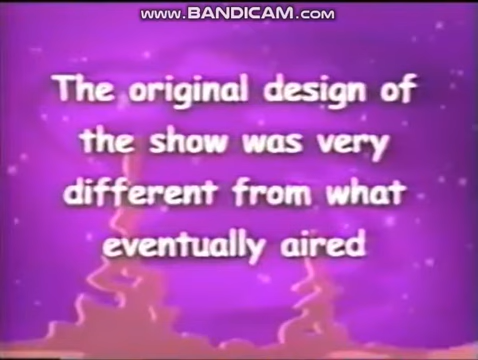 www.BANDICAM.com
The original design of
the show was very
different from what
eventually aired